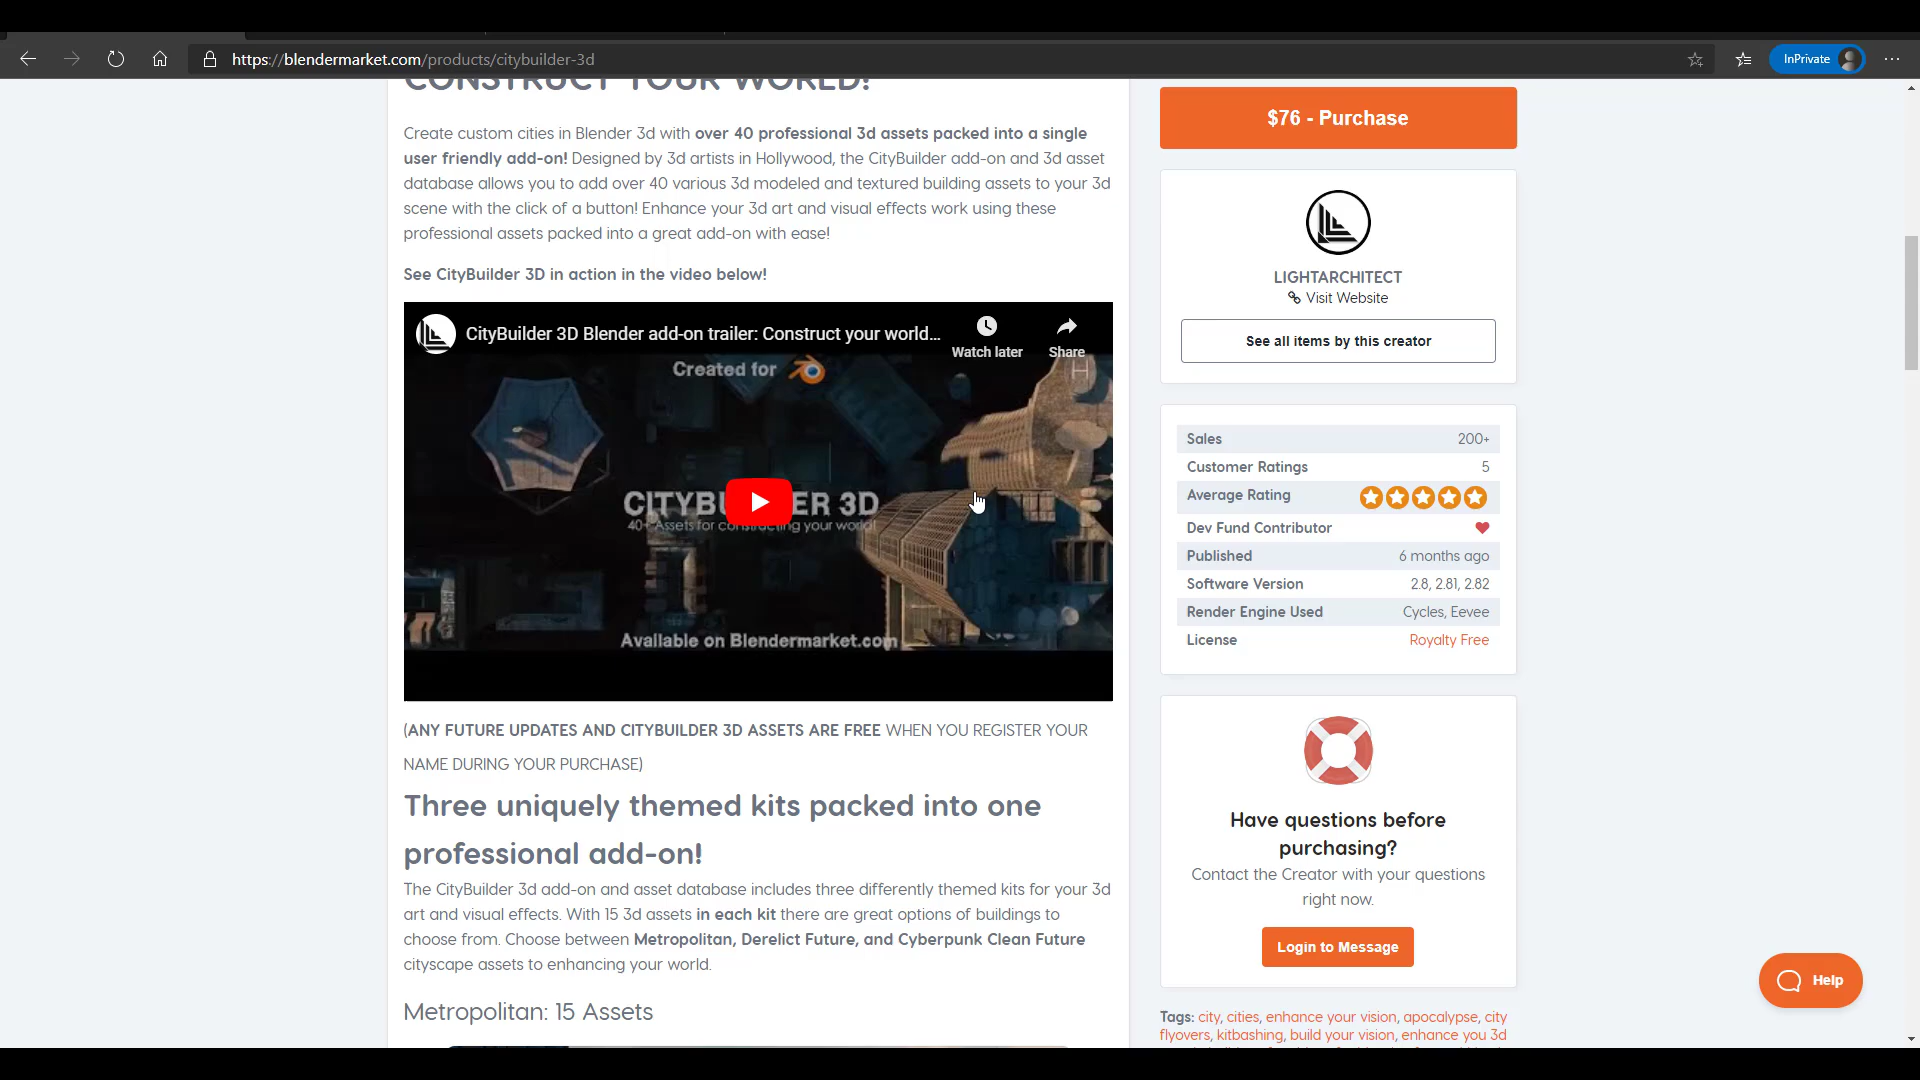 https://blendermarket.com/products/citybuilder-3d
InPrivate
CONSTRUCT YOUR WORLD!
Create custom cities in Blender 3d with over 40 professional 3d assets packed into a single
user friendly add-on! Designed by 3d artists in Hollywood, the CityBuilder add-on and 3d asset
database allows you to add over 40 various 3d modeled and textured building assets to your 3d
scene with the click of a button! Enhance your 3d art and visual effects work using these
professional assets packed into a great add-on with ease!
See CityBuilder 3D in action in the video below!
CityBuilder 3D Blender add-on trailer: Construct your world...
Watch later
Share
Created for
40+ Assets for constructing your world!
Available on Blendermarket.com
(ANY FUTURE UPDATES AND CITYBUILDER 3D ASSETS ARE FREE WHEN YOU REGISTER YOUR
NAME DURING YOUR PURCHASE)
Three uniquely themed kits packed into one
professional add-on!
The CityBuilder 3d add-on and asset database includes three differently themed kits for your 3d
art and visual effects. With 15 3d assets in each kit there are great options of buildings to
choose from. Choose between Metropolitan, Derelict Future, and Cyberpunk Clean Future
cityscape assets to enhancing your world.
Metropolitan: 15 Assets
$76 - Purchase
LIGHTARCHITECT
Visit Website
See all items by this creator
Sales 200+
Customer Ratings 5
Average Rating
Dev Fund Contributor
Published 6 months ago
Software Version 2.8, 2.81, 2.82
Render Engine Used Cycles, Eevee
License Royalty Free
Have questions before
purchasing?
Contact the Creator with your questions
right now.
Login to Message
Tags: city, cities, enhance your vision, apocalypse, city
flyovers, kitbashing, build your vision, enhance you 3d
Help